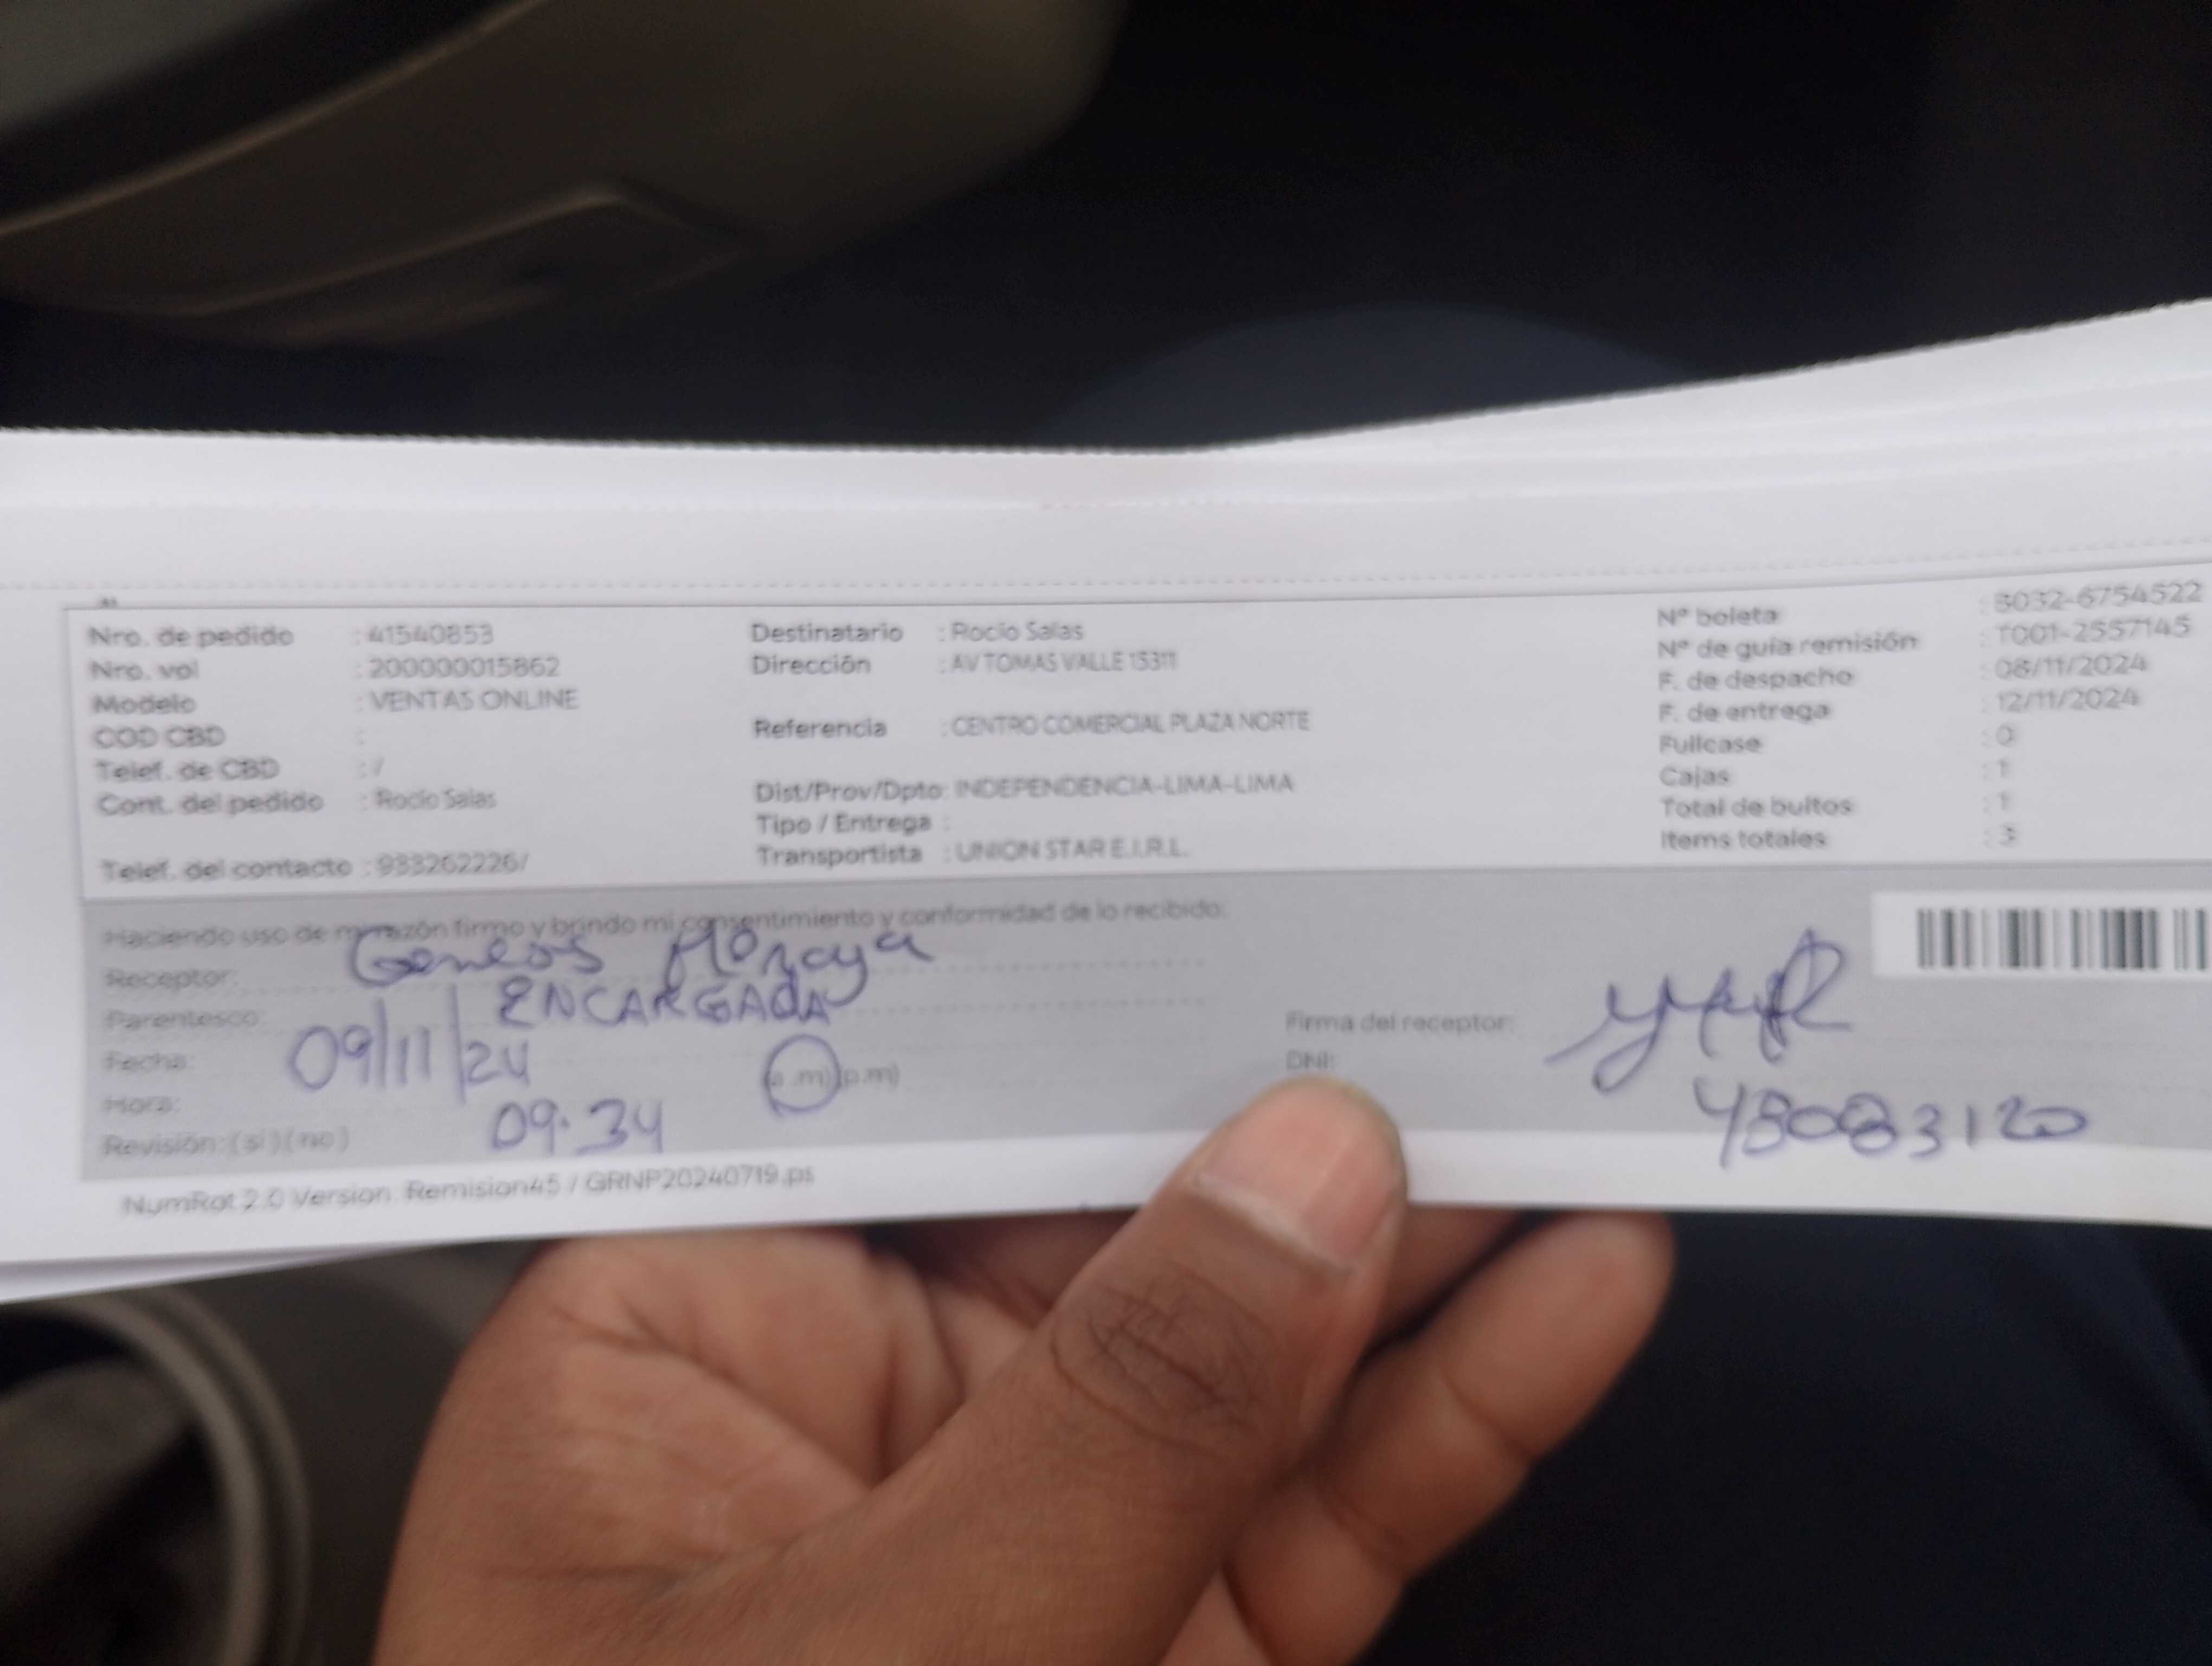 Nro. de pedido : 41540853
Nro. vol : 200000015862
Modelo : VENTAS ONLINE
COD CBD :
Telef. de CBD : /
Cont. del pedido : Rocio Salas
Telef. del contacto : 983262226/
Destinatario : Rocio Salas
Dirección : AV TOMAS VALLE 15311
Referencia : CENTRO COMERCIAL PLAZA NORTE
Dist/Prov/Dpto: INDEPENDENCIA-LIMA-LIMA
Tipo / Entrega :
Transportista : UNION STAR E.I.R.L.
N° boleta : B032-6754522
N° de guía remisión : T001-2557145
F. de despacho : 08/11/2024
F. de entrega : 12/11/2024
Fullcase : 0
Cajas : 1
Total de bultos : 1
Items totales : 3
Haciendo uso de mi razón firmo y brindo mi consentimiento y conformidad de lo recibido:
Receptor:
Parentesco: ENCARGADA
Fecha: 09/11/24
(a.m) (p.m)
Hora: 09:34
Revisión: (si) (no)
Firma del receptor:
DNI: 48083120
NumRot 2.0 Version: Remision45 / GRNP20240719.ps